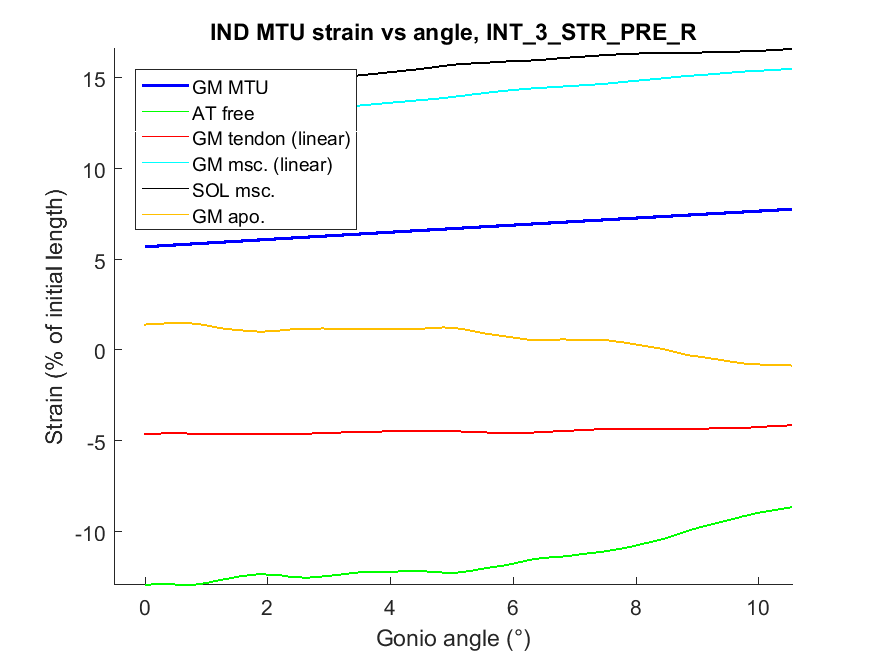 IND MTU strain vs angle, INT_3_STR_PRE_R
15
10
5
0
-5
-10
Strain (% of initial length)
GM MTU
AT free
GM tendon (linear)
GM msc. (linear)
SOL msc.
GM apo.
0 2 4 6 8 10
Gonio angle (°)